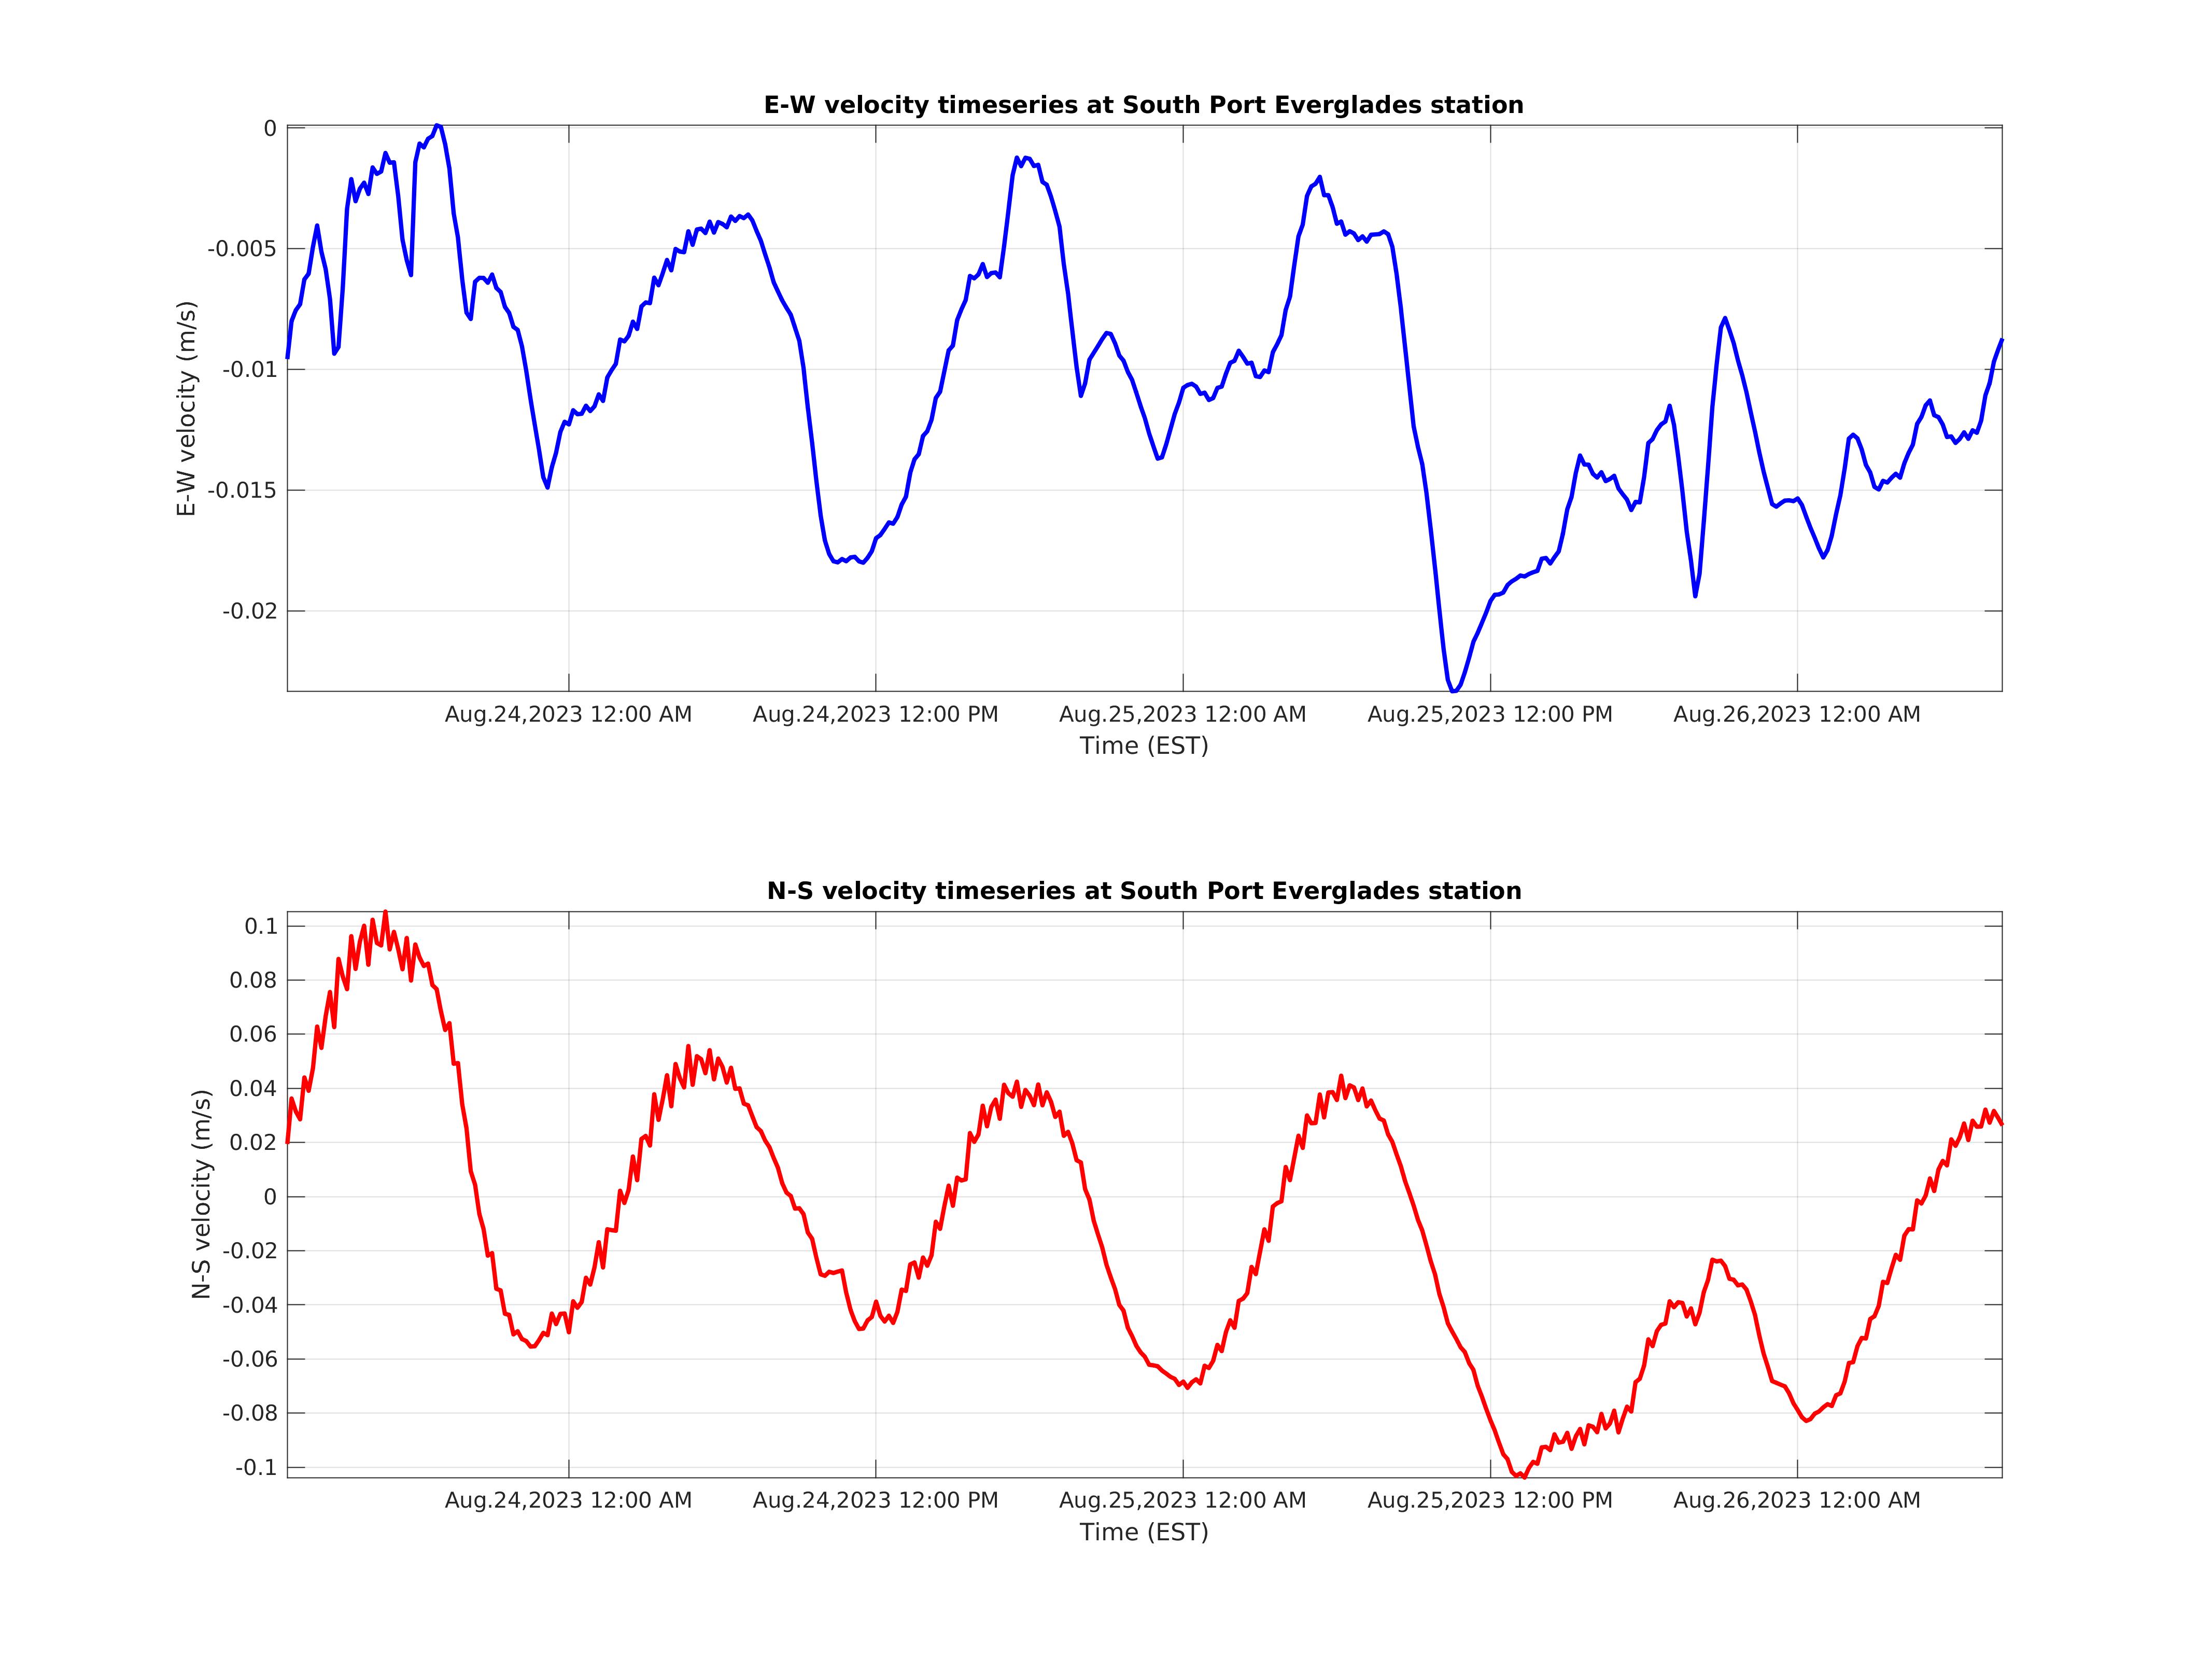 E-W velocity timeseries at South Port Everglades station
0
-0.005
-0.01
-0.015
-0.02
E-W velocity (m/s)
Aug.24,2023 12:00 AM
Aug.24,2023 12:00 PM
Aug.25,2023 12:00 AM
Aug.25,2023 12:00 PM
Aug.26,2023 12:00 AM
Time (EST)
N-S velocity timeseries at South Port Everglades station
0.1
0.08
0.06
0.04
0.02
0
-0.02
-0.04
-0.06
-0.08
-0.1
N-S velocity (m/s)
Aug.24,2023 12:00 AM
Aug.24,2023 12:00 PM
Aug.25,2023 12:00 AM
Aug.25,2023 12:00 PM
Aug.26,2023 12:00 AM
Time (EST)